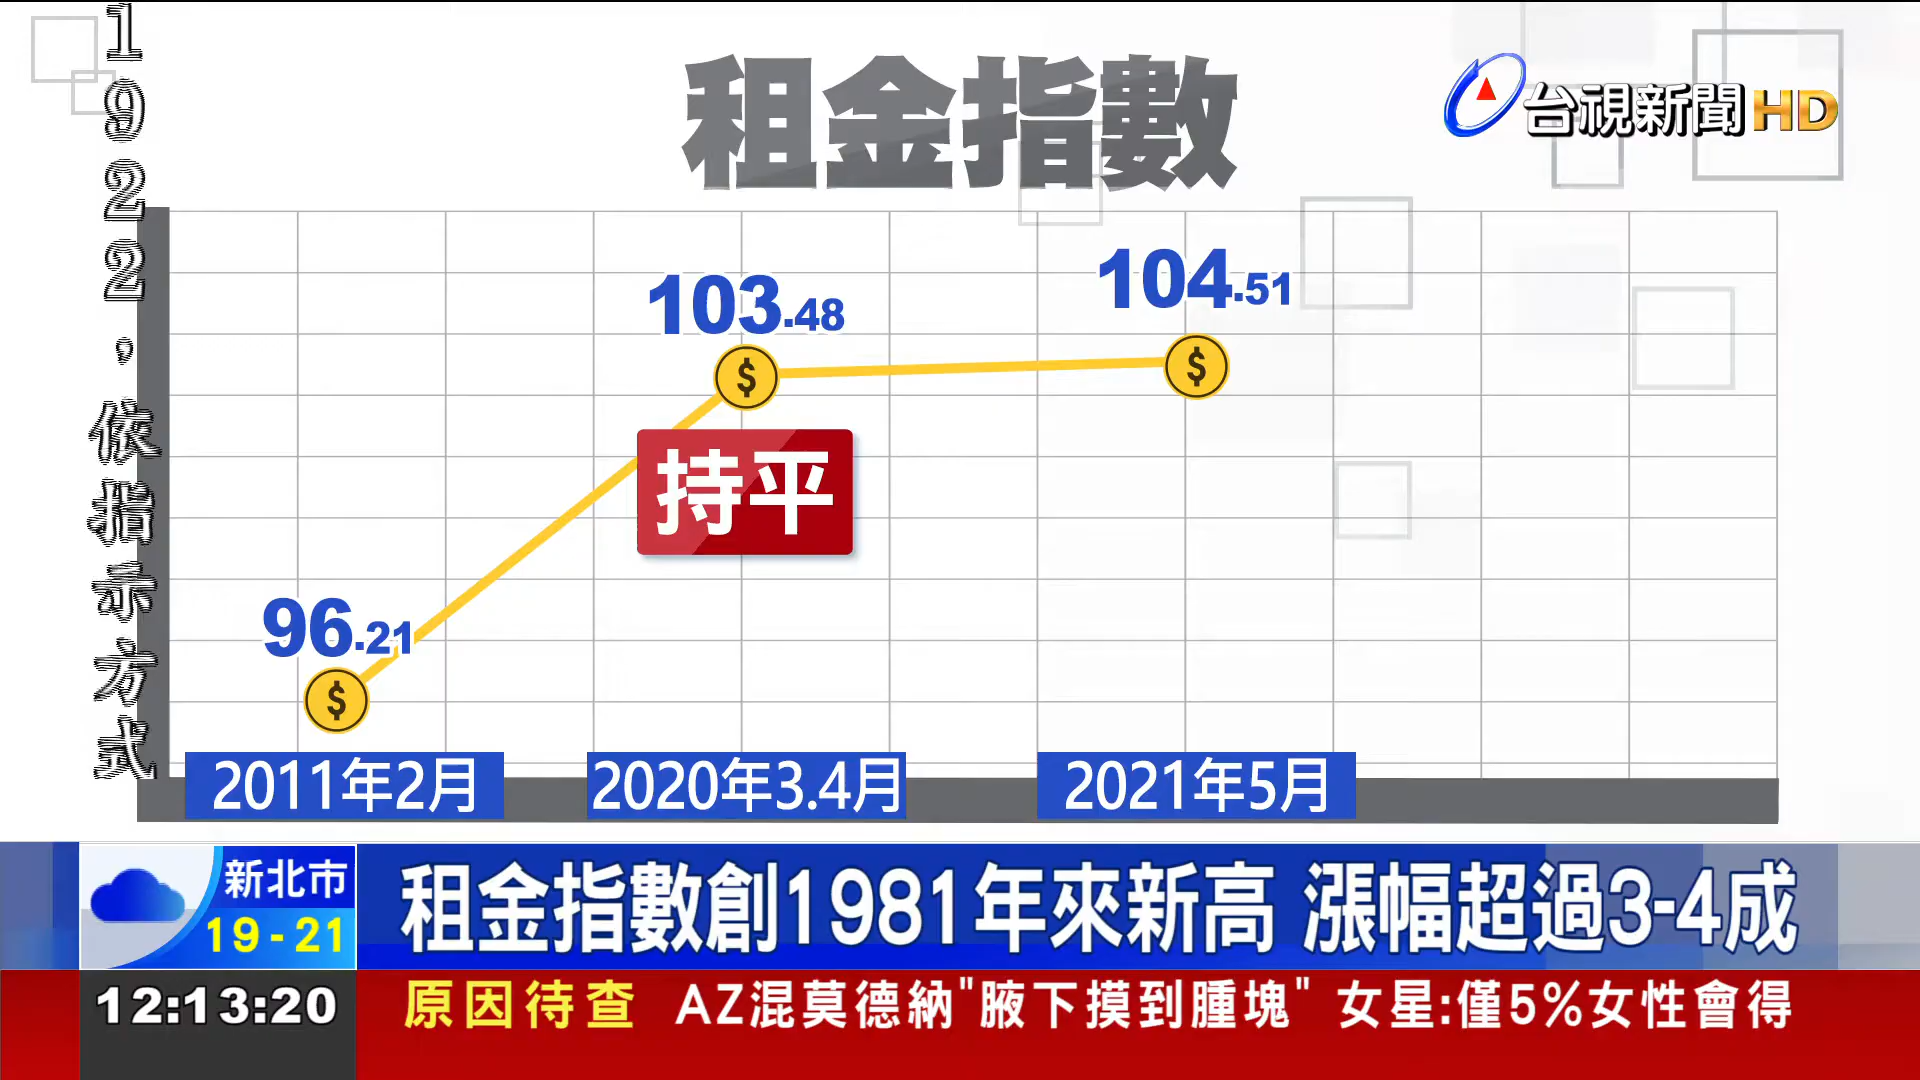 1922，依指示方式
租金指數
台視新聞HD
103.48
104.51
持平
96.21
2011年2月
2020年3.4月
2021年5月
新北市
19-21
租金指數創1981年來新高 漲幅超過3-4成
12:13:20
原因待查 AZ混莫德納"腋下摸到腫塊" 女星:僅5%女性會得